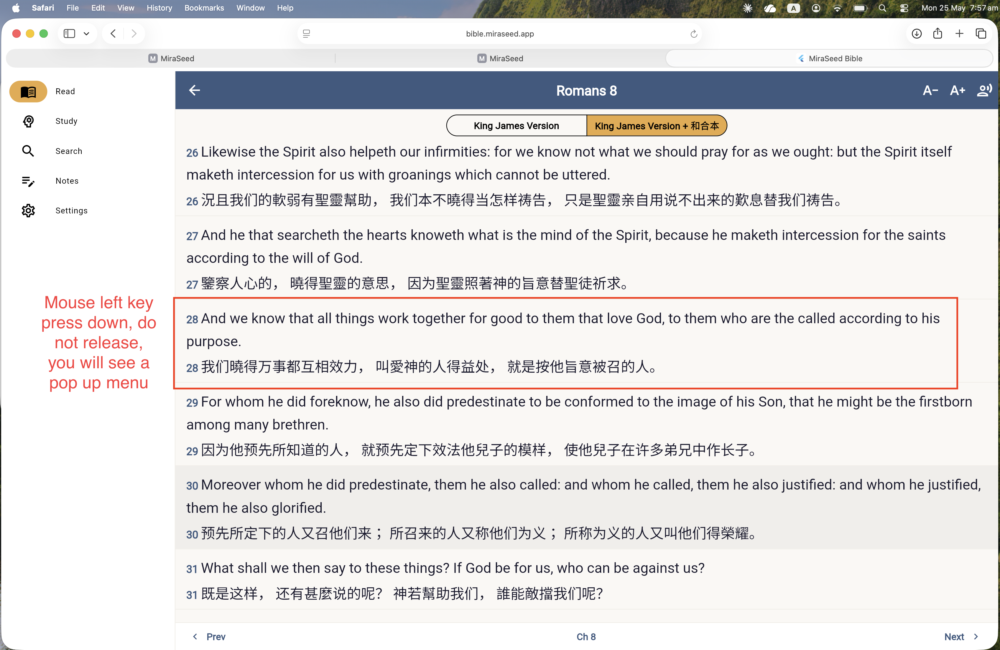 Safari File Edit View History Bookmarks Window Help A Mon 25 May 7:57 am
bible.miraseed.app
M MiraSeed M MiraSeed MiraSeed Bible
Read
Study
Search
Notes
Settings
Mouse left key
press down, do
not release,
you will see a
pop up menu
Romans 8 A- A+
King James Version King James Version + 和合本
26 Likewise the Spirit also helpeth our infirmities: for we know not what we should pray for as we ought: but the Spirit itself
maketh intercession for us with groanings which cannot be uttered.
26 況且我们的軟弱有聖靈幫助， 我们本不曉得当怎样祷告， 只是聖靈亲自用说不出来的歎息替我们祷告。
27 And he that searcheth the hearts knoweth what is the mind of the Spirit, because he maketh intercession for the saints
according to the will of God.
27 鑒察人心的， 曉得聖靈的意思， 因为聖靈照著神的旨意替聖徒祈求。
28 And we know that all things work together for good to them that love God, to them who are the called according to his
purpose.
28 我们曉得万事都互相效力， 叫愛神的人得益处， 就是按他旨意被召的人。
29 For whom he did foreknow, he also did predestinate to be conformed to the image of his Son, that he might be the firstborn
among many brethren.
29 因为他预先所知道的人， 就预先定下效法他兒子的模样， 使他兒子在许多弟兄中作长子。
30 Moreover whom he did predestinate, them he also called: and whom he called, them he also justified: and whom he justified,
them he also glorified.
30 预先所定下的人又召他们来； 所召来的人又称他们为义； 所称为义的人又叫他们得榮耀。
31 What shall we then say to these things? If God be for us, who can be against us?
31 既是这样， 还有甚麼说的呢？ 神若幫助我们， 誰能敵擋我们呢？
Prev Ch 8 Next